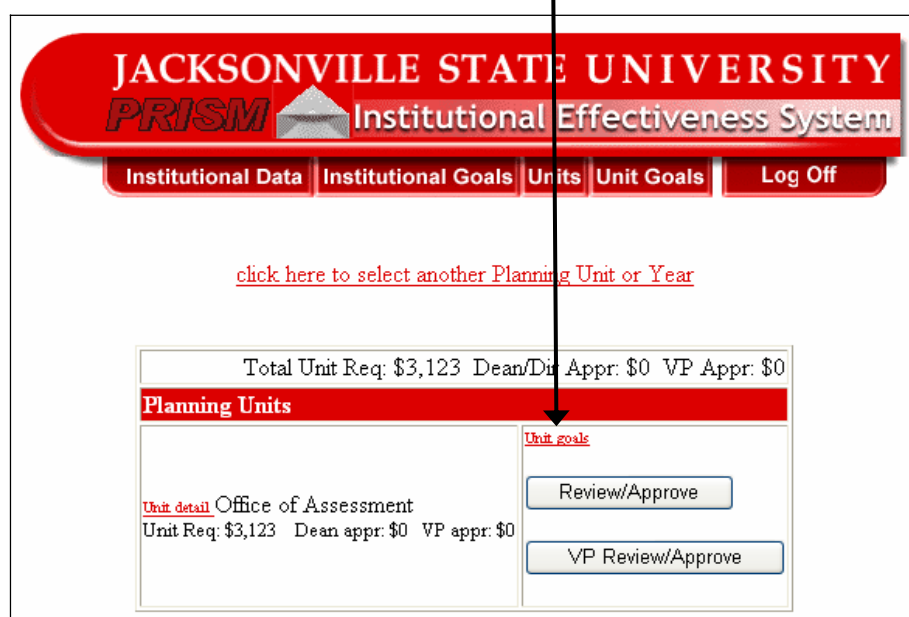 JACKSONVILLE STATE UNIVERSITY
PRISM Institutional Effectiveness System
Institutional Data Institutional Goals Units Unit Goals Log Off
click here to select another Planning Unit or Year
Total Unit Req: $3,123 Dean/Dir Appr: $0 VP Appr: $0
Planning Units
Unit goals
Review/Approve
Unit detail Office of Assessment
Unit Req: $3,123 Dean appr: $0 VP appr: $0
VP Review/Approve